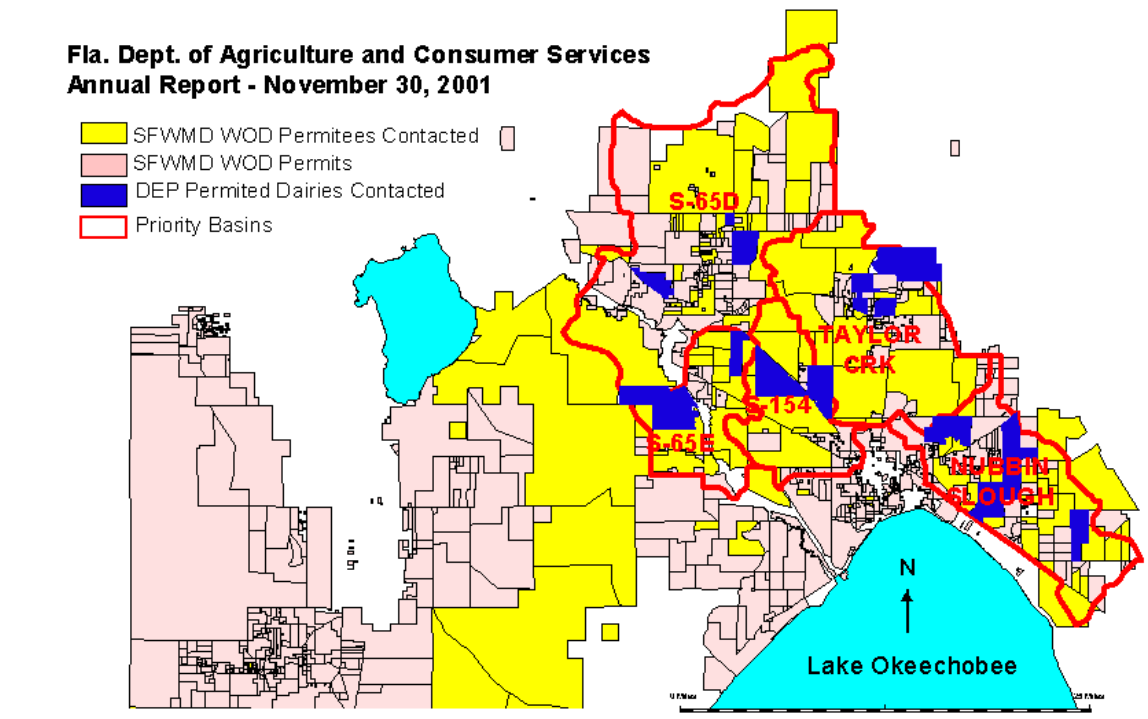 Fla. Dept. of Agriculture and Consumer Services
Annual Report - November 30, 2001
SFWMD WOD Permitees Contacted
SFWMD WOD Permits
DEP Permited Dairies Contacted
Priority Basins
S-65D
TAYLOR
CRK
S-154
S-65E
NUBBIN
SLOUGH
N
Lake Okeechobee